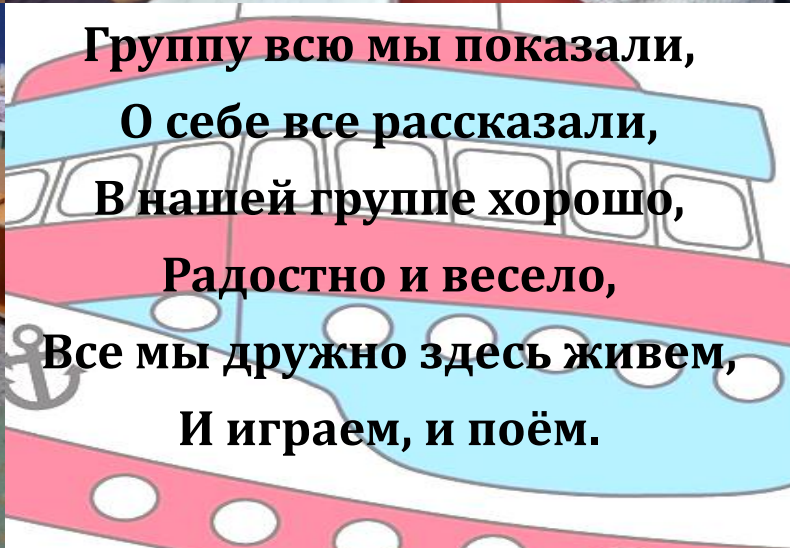 Группу всю мы показали,
О себе все рассказали,
В нашей группе хорошо,
Радостно и весело,
Все мы дружно здесь живем,
И играем, и поём.